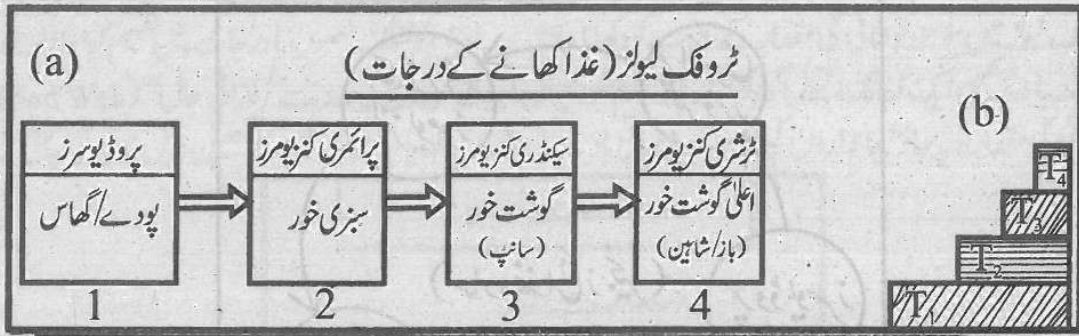 (a)
ٹروفک لیولز (غذا کھانے کے درجات)
(b)
پروڈیوسرز
پودے/گھاس
1
پرائمری کنزیومرز
سبزی خور
2
سیکنڈری کنزیومرز
گوشت خور
(سانپ)
3
ٹرشری کنزیومرز
اعلیٰ گوشت خور
(باز/شاہین)
4
T4
T3
T2
T1